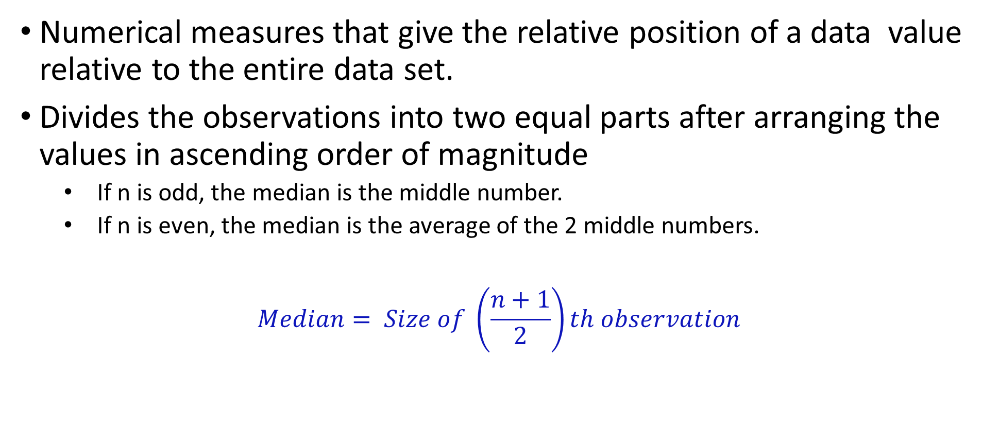 • Numerical measures that give the relative position of a data  value
relative to the entire data set.
• Divides the observations into two equal parts after arranging the
values in ascending order of magnitude
• If n is odd, the median is the middle number.
• If n is even, the median is the average of the 2 middle numbers.
Median = Size of ((n + 1)/2) th observation